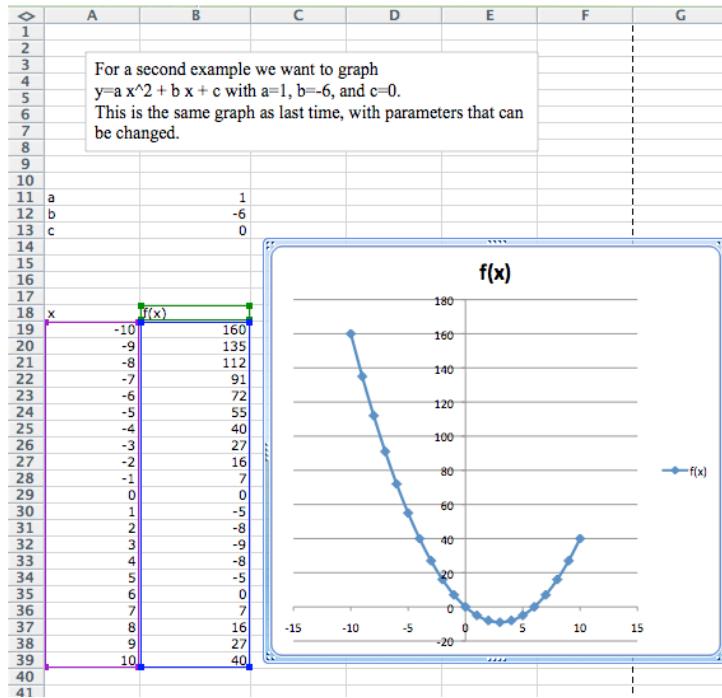 A B C D E F G
1
2
3
4
5
6
7
8
9
10
For a second example we want to graph
y=a x^2 + b x + c with a=1, b=-6, and c=0.
This is the same graph as last time, with parameters that can
be changed.
11 a 1
12 b -6
13 c 0
14
15
16
17
18 x f(x)
19 -10 160
20 -9 135
21 -8 112
22 -7 91
23 -6 72
24 -5 55
25 -4 40
26 -3 27
27 -2 16
28 -1 7
29 0 0
30 1 -5
31 2 -8
32 3 -9
33 4 -8
34 5 -5
35 6 0
36 7 7
37 8 16
38 9 27
39 10 40
40
41
f(x)
180
160
140
120
100
80
60
40
20
0
-20
-15 -10 -5 0 5 10 15
f(x)